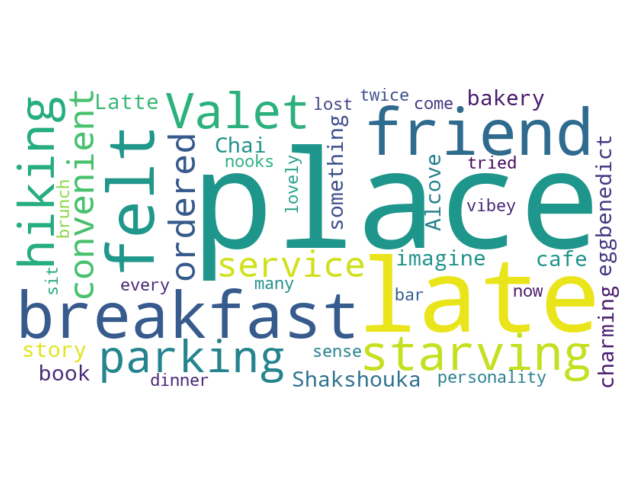 place
late
friend
breakfast
felt
hiking
Valet
starving
parking
service
convenient
ordered
Latte
Chai
nooks
lovely
lost
something
twice
come
bakery
tried
vibey
Alcove
imagine
cafe
eggbenedict
charming
brunch
sit
every
many
bar
now
story
book
dinner
sense
Shakshouka
personality